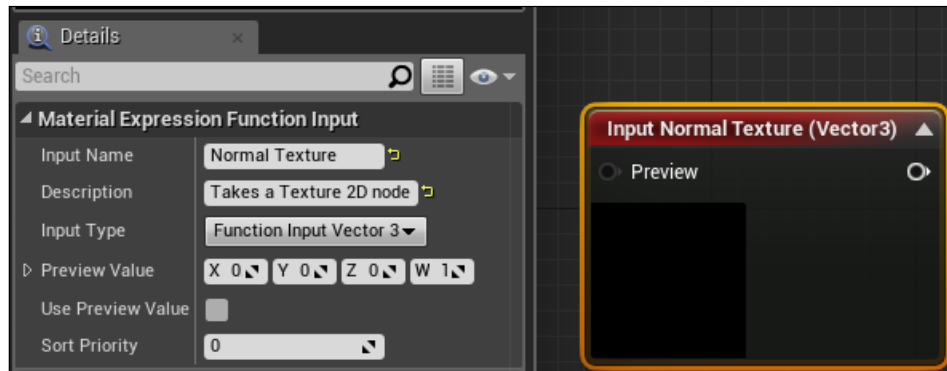 Details
Search
Material Expression Function Input
Input Name Normal Texture
Description Takes a Texture 2D node
Input Type Function Input Vector 3
Preview Value X 0 Y 0 Z 0 W 1
Use Preview Value
Sort Priority 0
Input Normal Texture (Vector3)
Preview